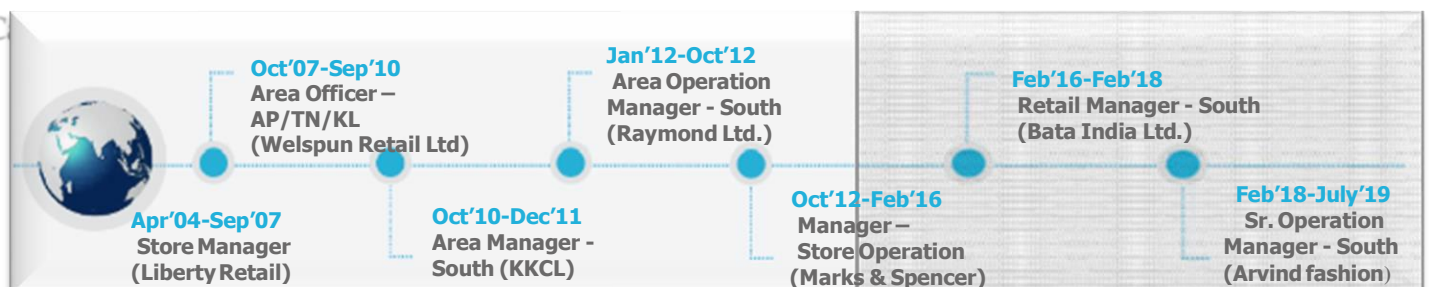 Apr’04-Sep’07
Store Manager
(Liberty Retail)
Oct’07-Sep’10
Area Officer –
AP/TN/KL
(Welspun Retail Ltd)
Oct’10-Dec’11
Area Manager -
South (KKCL)
Jan’12-Oct’12
Area Operation
Manager - South
(Raymond Ltd.)
Oct’12-Feb’16
Manager –
Store Operation
(Marks & Spencer)
Feb’16-Feb’18
Retail Manager - South
(Bata India Ltd.)
Feb’18-July’19
Sr. Operation
Manager - South
(Arvind fashion)